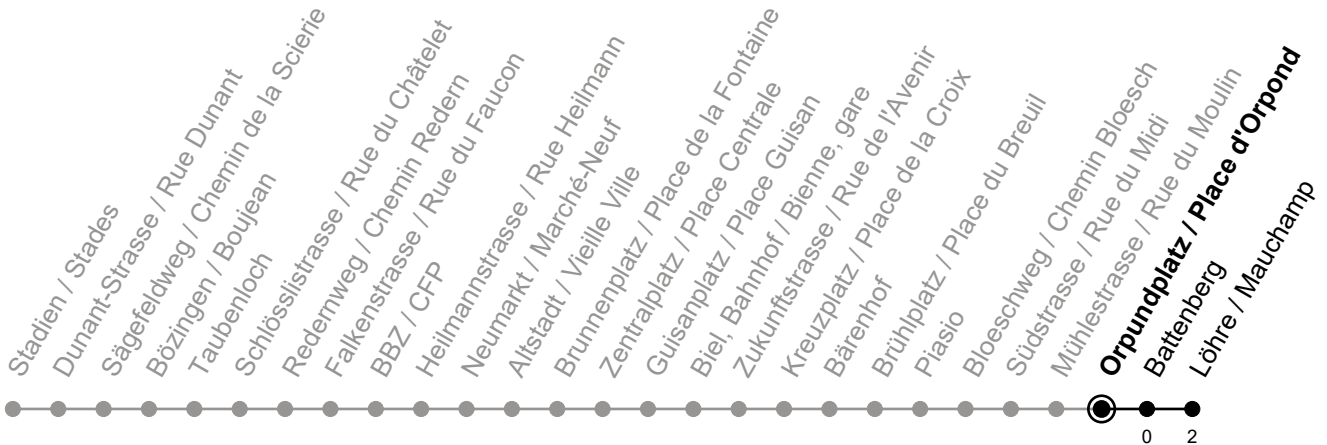 Stadien / Stades
Dunant-Strasse / Rue Dunant
Sägefeldweg / Chemin de la Scierie
Bözingen / Boujean
Taubenloch
Schlösslistrasse / Rue du Châtelet
Redernweg / Chemin Redern
Falkenstrasse / Rue du Faucon
BBZ / CFP
Heilmannstrasse / Rue Heilmann
Neumarkt / Marché-Neuf
Altstadt / Vieille Ville
Brunnenplatz / Place de la Fontaine
Zentralplatz / Place Centrale
Guisanplatz / Place Guisan
Biel, Bahnhof / Bienne, gare
Zukunftstrasse / Rue de l'Avenir
Kreuzplatz / Place de la Croix
Bärenhof
Brühlplatz / Place du Breuil
Piasio
Bloeschweg / Chemin Bloesch
Südstrasse / Rue du Midi
Mühlestrasse / Rue du Moulin
Orpundplatz / Place d'Orpond
Battenberg
Löhre / Mauchamp
0 2